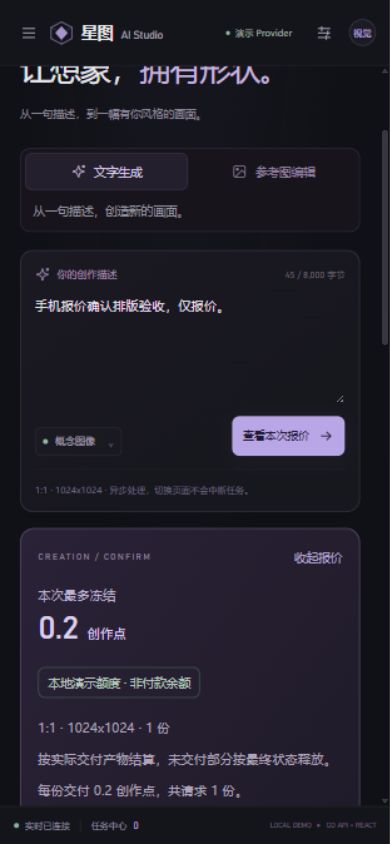 星图 AI Studio
演示 Provider
视觉
让想象，拥有形状。
从一句描述，到一幅有你风格的画面。
文字生成
参考图编辑
从一句描述，创造新的画面。
你的创作描述
45 / 8,000 字节
手机报价确认排版验收，仅报价。
概念图像
查看本次报价 →
1:1 · 1024x1024 · 异步处理，切换页面不会中断任务。
CREATION / CONFIRM
收起报价
本次最多冻结
0.2 创作点
本地演示额度 · 非付款余额
1:1 · 1024x1024 · 1 份
按实际交付产物结算，未交付部分按最终状态释放。
每份交付 0.2 创作点，共请求 1 份。
实时已连接
任务中心 0
LOCAL DEMO • GO API + REACT